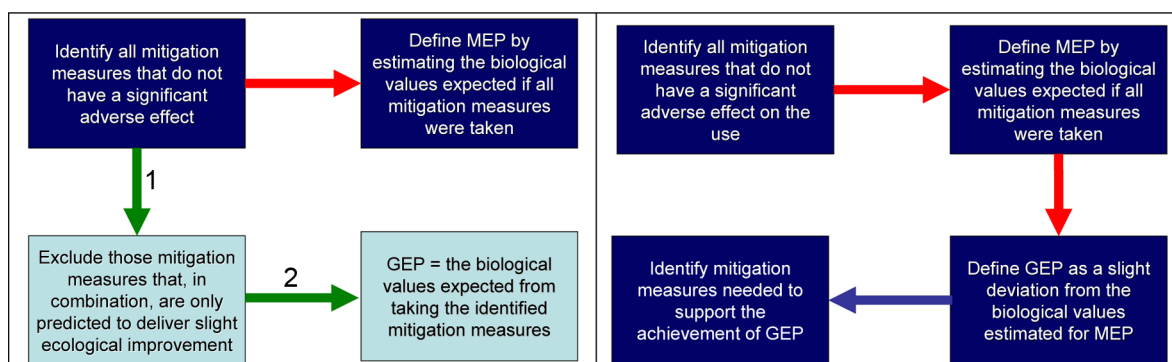 Identify all mitigation
measures that do not
have a significant
adverse effect
Define MEP by
estimating the biological
values expected if all
mitigation measures
were taken
1
Exclude those mitigation
measures that, in
combination, are only
predicted to deliver slight
ecological improvement
2
GEP = the biological
values expected from
taking the identified
mitigation measures
Identify all mitigation
measures that do not
have a significant
adverse effect on the
use
Define MEP by
estimating the biological
values expected if all
mitigation measures
were taken
Identify mitigation
measures needed to
support the
achievement of GEP
Define GEP as a slight
deviation from the
biological values
estimated for MEP